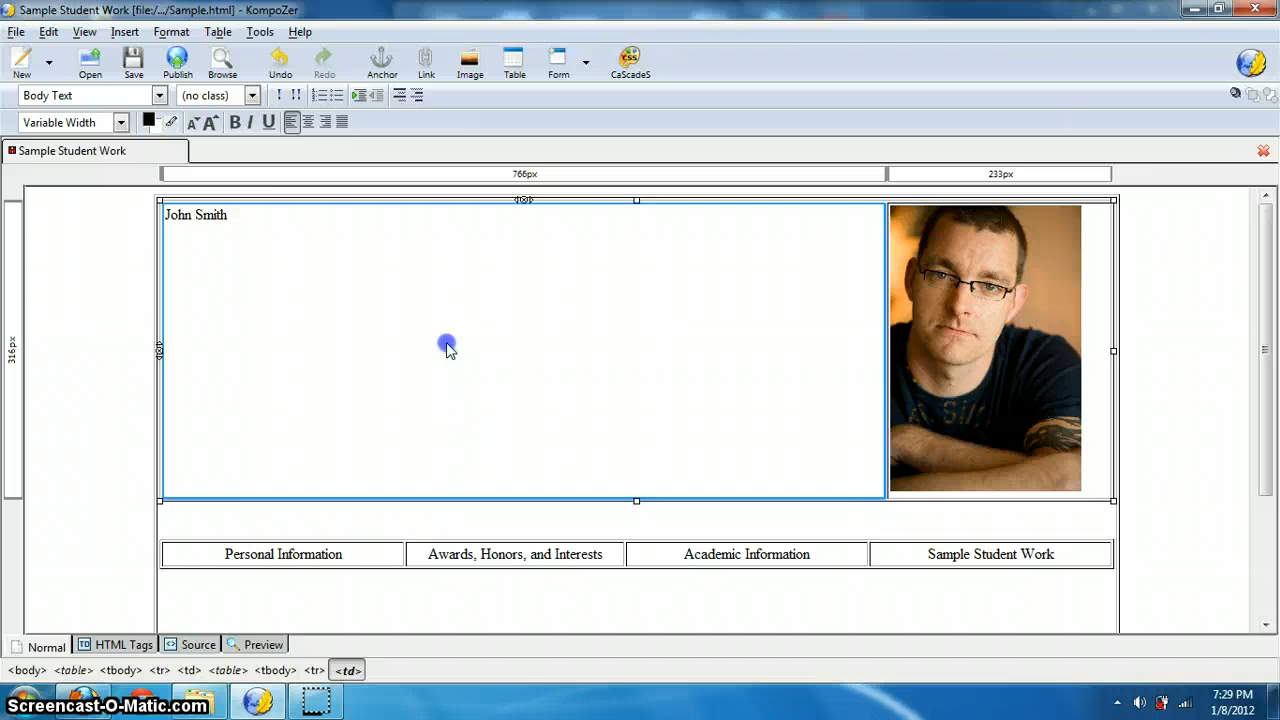 Sample Student Work [file:/.../Sample.html] - KompoZer
File Edit View Insert Format Table Tools Help
New Open Save Publish Browse Undo Redo Anchor Link Image Table Form CaScadeS
CSS
Body Text (no class)
Variable Width B I U
Sample Student Work
766px 233px
316px
John Smith
Personal Information Awards, Honors, and Interests Academic Information Sample Student Work
Normal TD HTML Tags Source Preview
<body> <table> <tbody> <tr> <td> <table> <tbody> <tr> <td>
Screencast-O-Matic.com
7:29 PM
1/8/2012